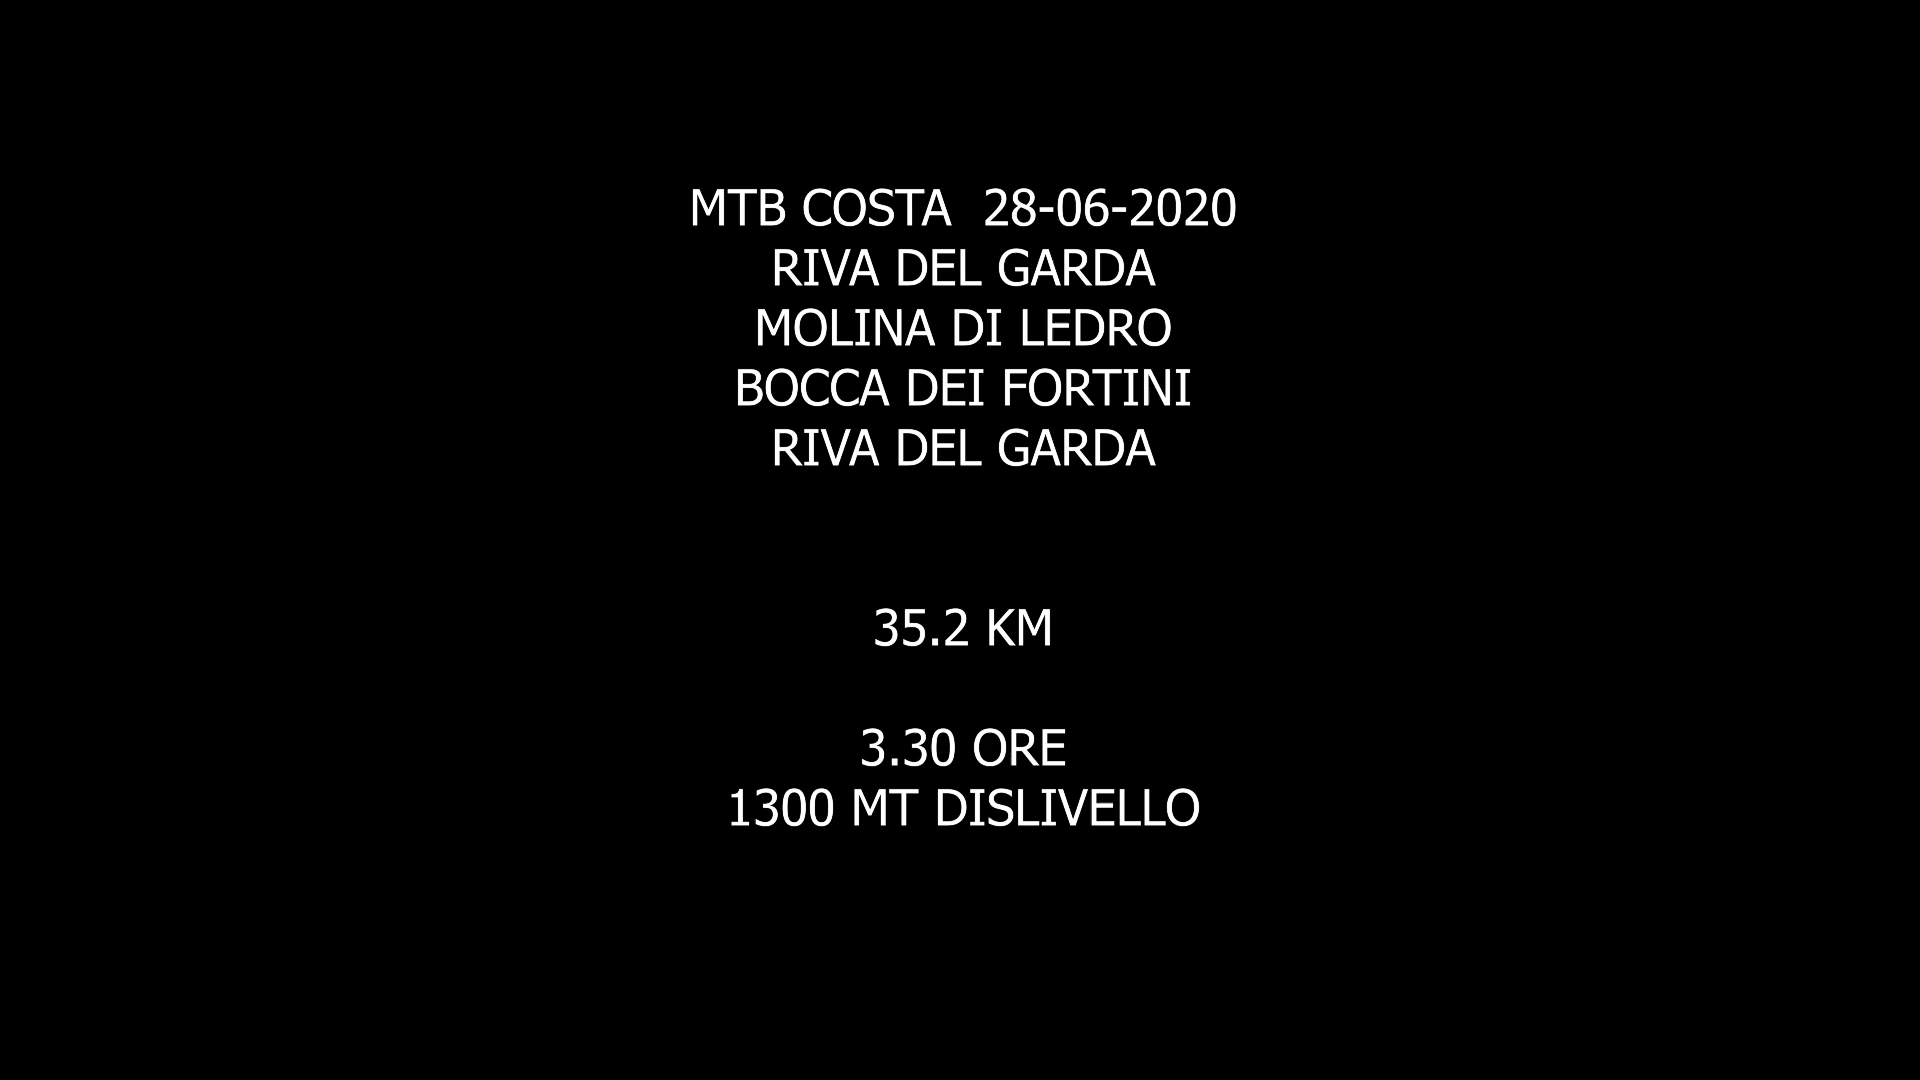 MTB COSTA  28-06-2020
RIVA DEL GARDA
MOLINA DI LEDRO
BOCCA DEI FORTINI
RIVA DEL GARDA
35.2 KM
3.30 ORE
1300 MT DISLIVELLO